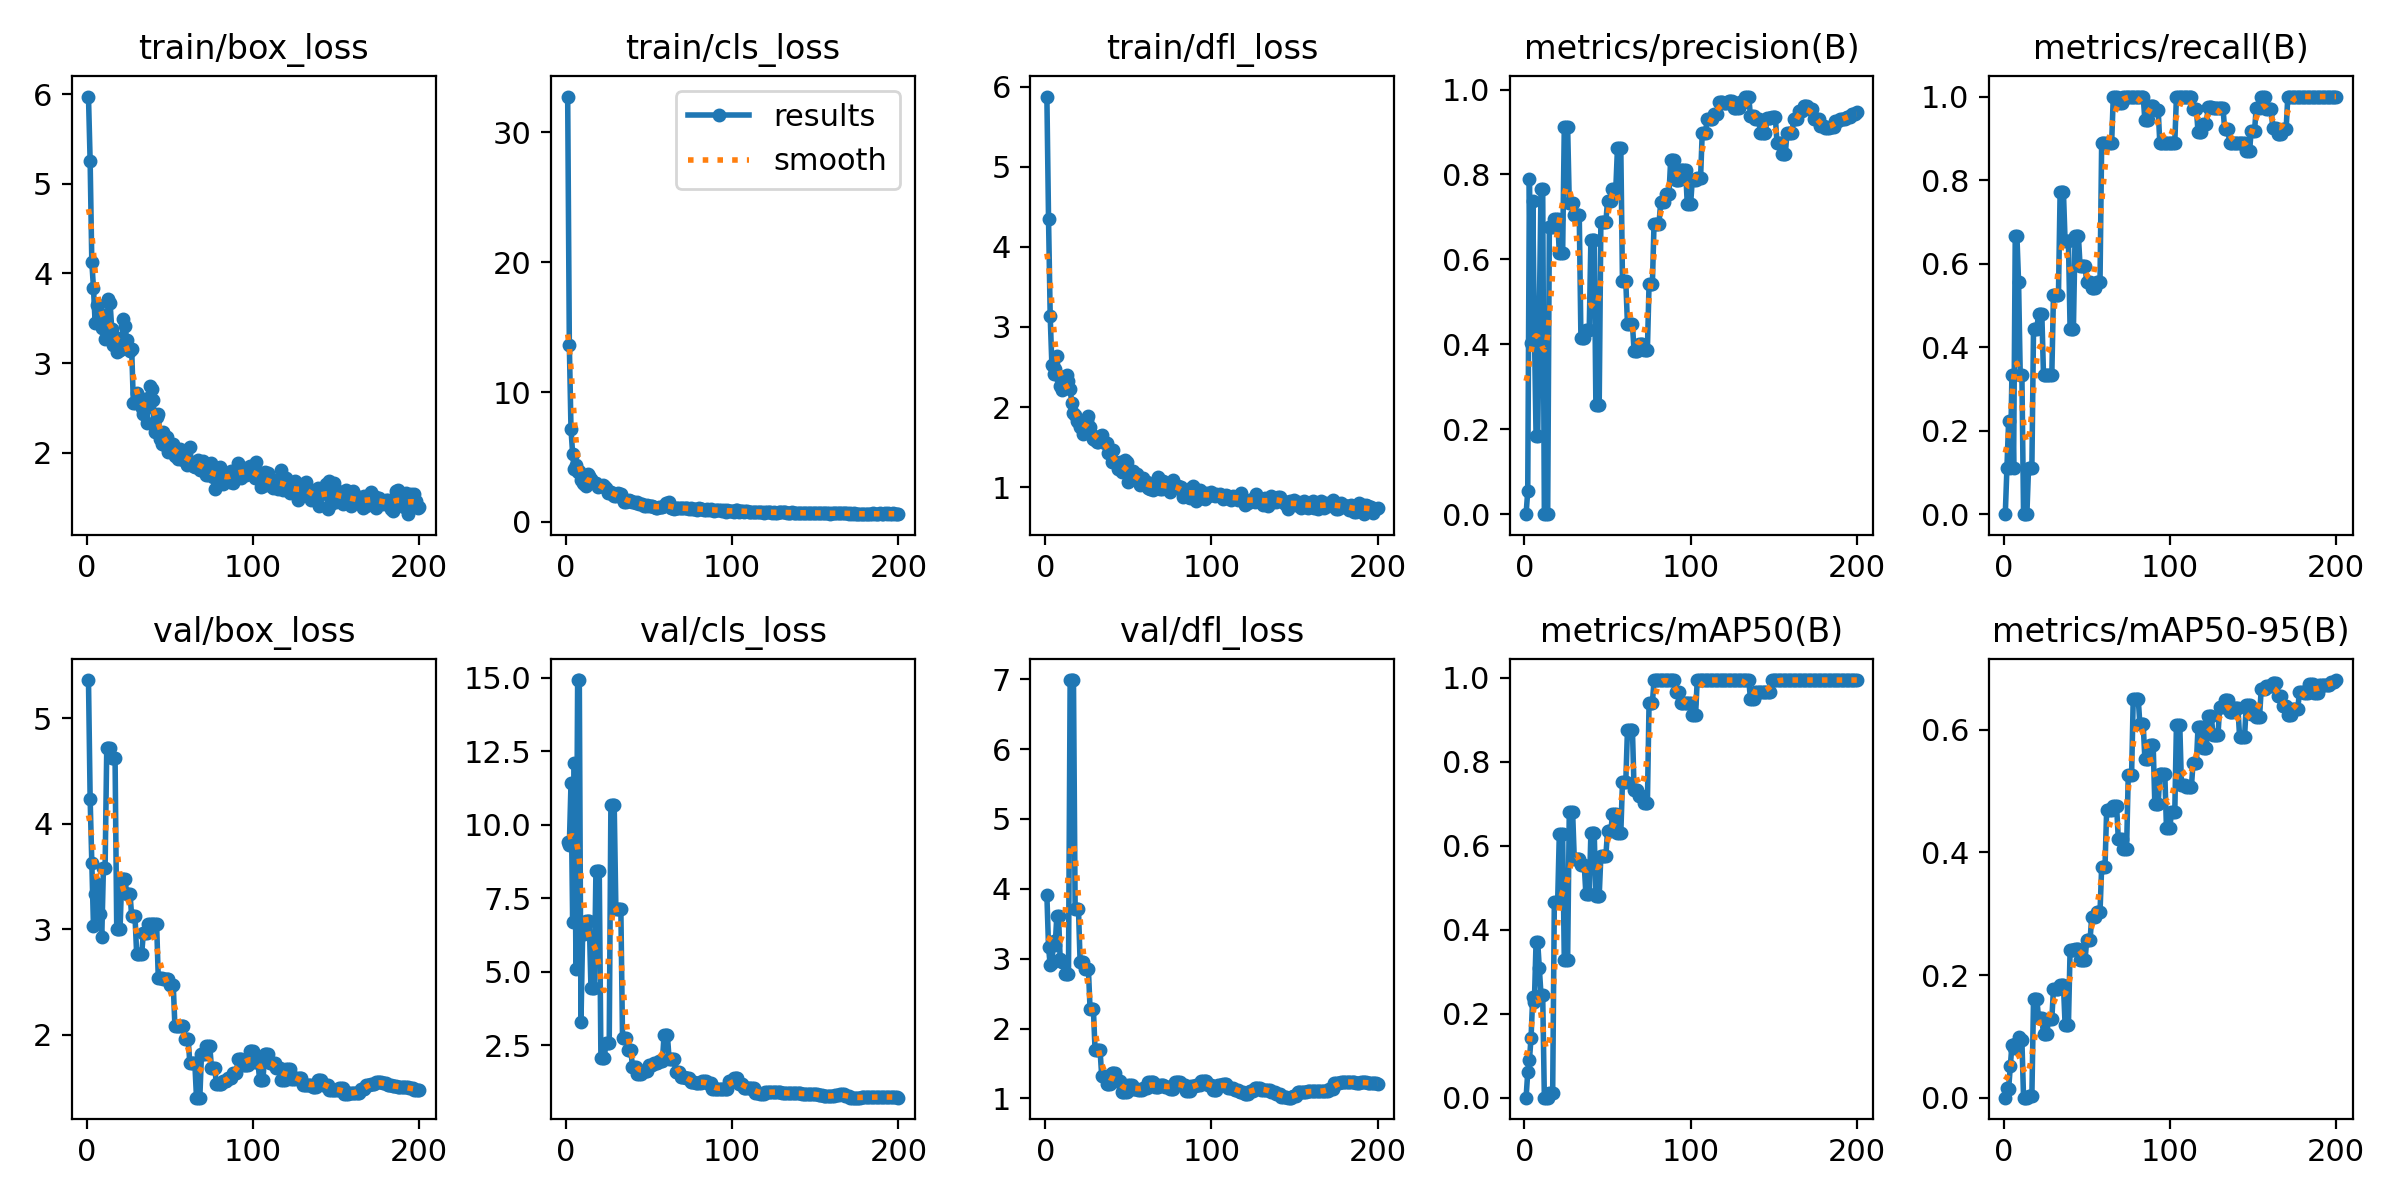 train/box_loss
train/cls_loss
train/dfl_loss
metrics/precision(B)
metrics/recall(B)
results
smooth
6
5
4
3
2
0 100 200
30
20
10
0
0 100 200
6
5
4
3
2
1
0 100 200
1.0
0.8
0.6
0.4
0.2
0.0
0 100 200
1.0
0.8
0.6
0.4
0.2
0.0
0 100 200
val/box_loss
val/cls_loss
val/dfl_loss
metrics/mAP50(B)
metrics/mAP50-95(B)
5
4
3
2
0 100 200
15.0
12.5
10.0
7.5
5.0
2.5
0 100 200
7
6
5
4
3
2
1
0 100 200
1.0
0.8
0.6
0.4
0.2
0.0
0 100 200
0.6
0.4
0.2
0.0
0 100 200